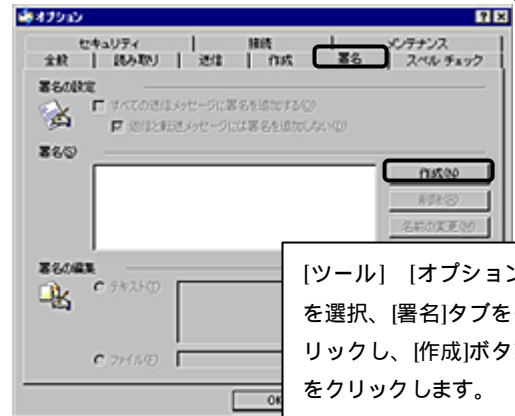 オプション
セキュリティ 接続 メンテナンス
全般 読み取り 送信 作成 署名 スペル チェック
署名の設定
すべての送信メッセージに署名を追加する(O)
返信と転送メッセージには署名を追加しない(D)
署名(S)
作成(N)
削除(R)
名前の変更(M)
署名の編集
テキスト(T)
ファイル(F)
OK
[ツール] [オプション
を選択、[署名]タブを
リックし、[作成]ボタ
をクリックします。